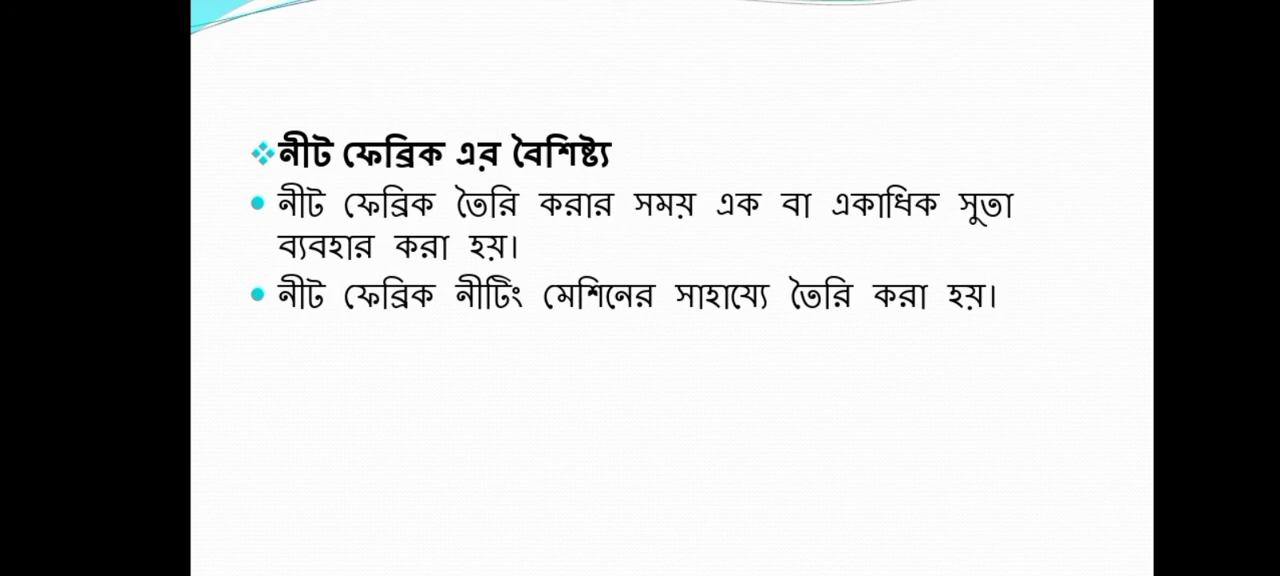 নীট ফেব্রিক এর বৈশিষ্ট্য
নীট ফেব্রিক তৈরি করার সময় এক বা একাধিক সুতা
ব্যবহার করা হয়।
নীট ফেব্রিক নীটিং মেশিনের সাহায্যে তৈরি করা হয়।